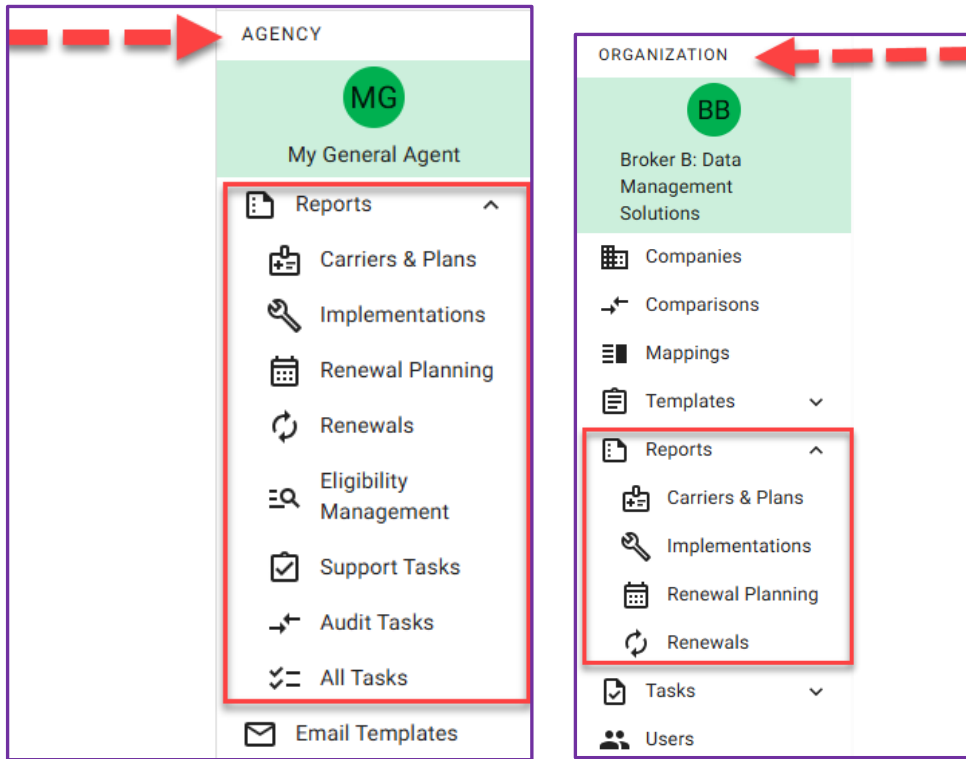 AGENCY
MG
My General Agent
Reports
Carriers & Plans
Implementations
Renewal Planning
Renewals
Eligibility
Management
Support Tasks
Audit Tasks
All Tasks
Email Templates
ORGANIZATION
BB
Broker B: Data
Management
Solutions
Companies
Comparisons
Mappings
Templates
Reports
Carriers & Plans
Implementations
Renewal Planning
Renewals
Tasks
Users